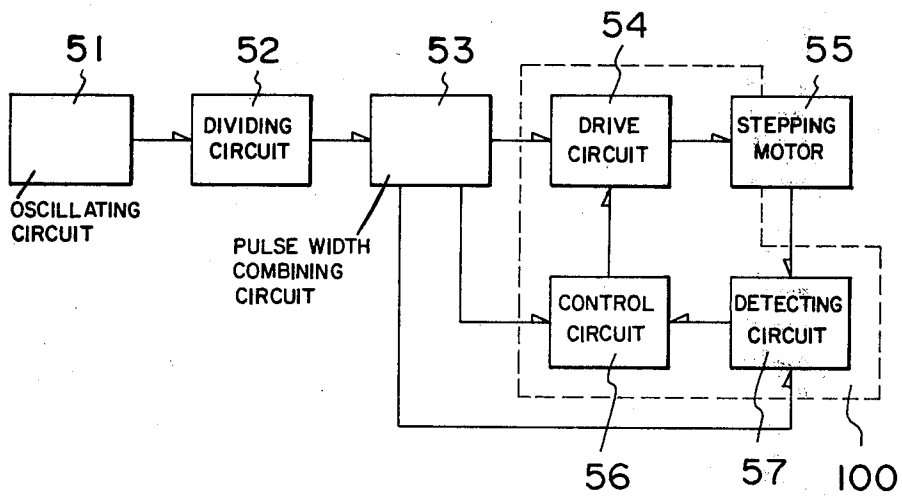 51
52
53
54
55
DIVIDING
CIRCUIT
DRIVE
CIRCUIT
STEPPING
MOTOR
OSCILLATING
CIRCUIT
PULSE WIDTH
COMBINING
CIRCUIT
CONTROL
CIRCUIT
DETECTING
CIRCUIT
56
57
100